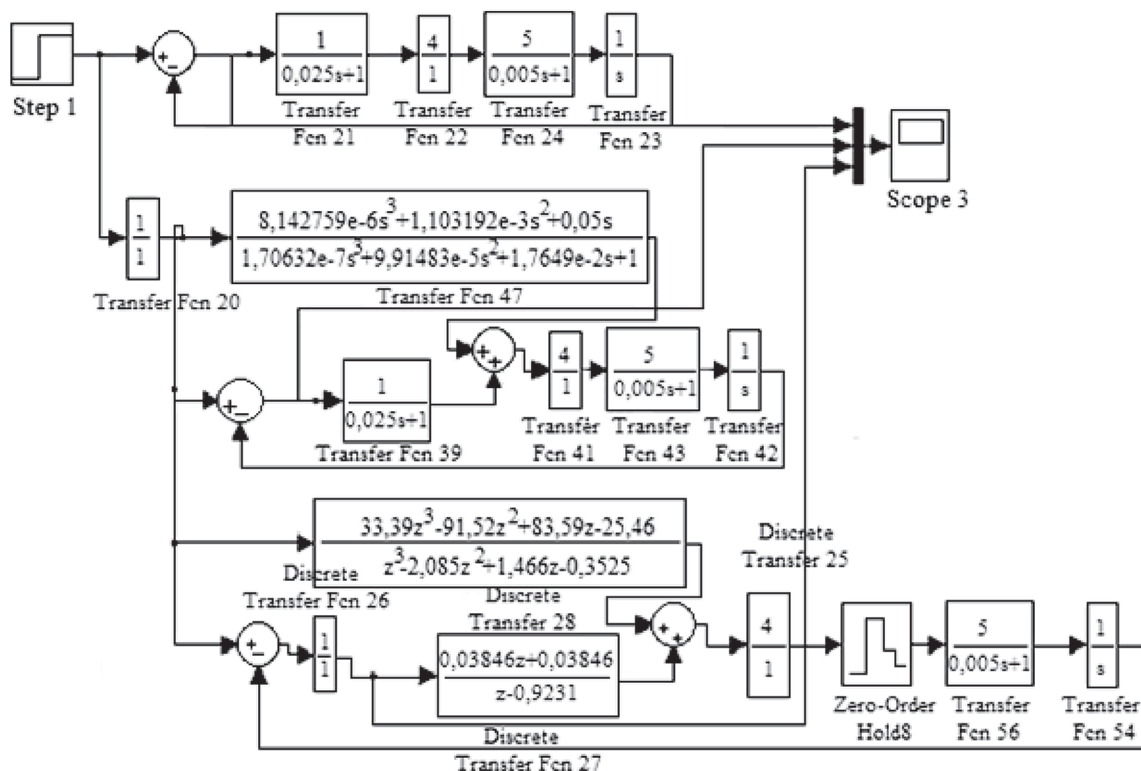 1
0,025s+1
4
1
5
0,005s+1
1
s
Step 1
Transfer
Fcn 21
Transfer
Fcn 22
Transfer
Fcn 24
Transfer
Fcn 23
Scope 3
1
1
8,142759e-6s³+1,103192e-3s²+0,05s
1,70632e-7s³+9,91483e-5s²+1,7649e-2s+1
Transfer Fcn 20
Transfer Fcn 47
1
0,025s+1
4
1
5
0,005s+1
1
s
Transfer Fcn 39
Transfer
Fcn 41
Transfer
Fcn 43
Transfer
Fcn 42
33,39z³-91,52z²+83,59z-25,46
z³-2,085z²+1,466z-0,3525
Discrete
Transfer 25
Discrete
Transfer Fcn 26
Discrete
Transfer 28
1
1
0,03846z+0,03846
z-0,9231
4
1
5
0,005s+1
1
s
Zero-Order
Hold8
Transfer
Fcn 56
Transfer
Fcn 54
Discrete
Transfer Fcn 27